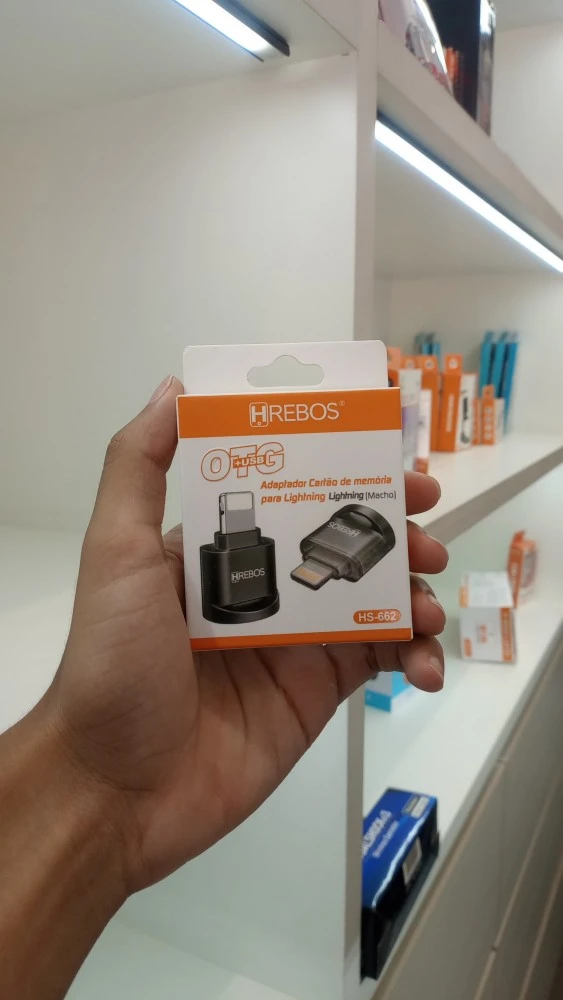 HREBOS®
OTG
+USB
Adaptador Cartão de memória
para Lightning Lightning (Macho)
HREBOS
HREBOS
HS-662